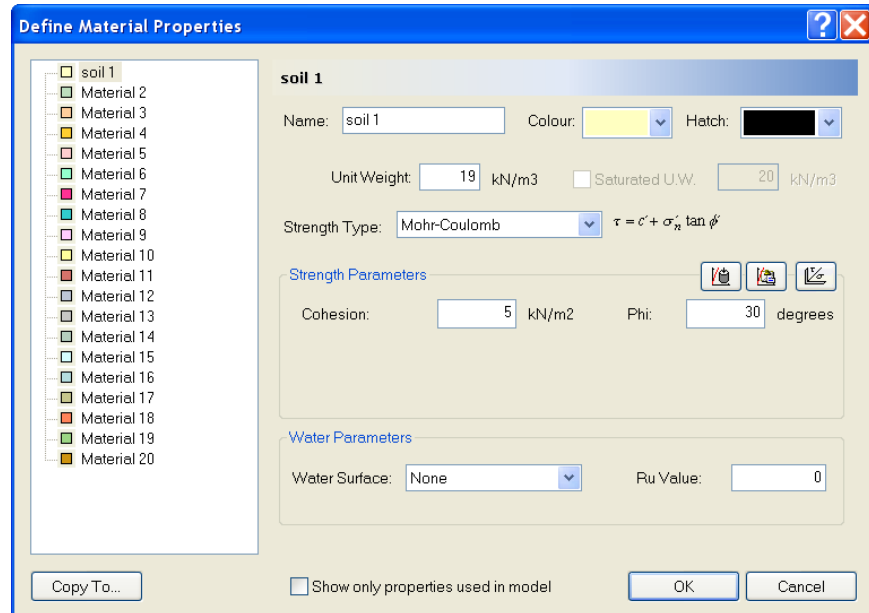 Define Material Properties
soil 1
Material 2
Material 3
Material 4
Material 5
Material 6
Material 7
Material 8
Material 9
Material 10
Material 11
Material 12
Material 13
Material 14
Material 15
Material 16
Material 17
Material 18
Material 19
Material 20
soil 1
Name: soil 1 Colour: Hatch:
Unit Weight: 19 kN/m3 Saturated U.W. 20 kN/m3
Strength Type: Mohr-Coulomb τ = c′ + σ′n tan ϕ′
Strength Parameters
Cohesion: 5 kN/m2 Phi: 30 degrees
Water Parameters
Water Surface: None Ru Value: 0
Copy To... Show only properties used in model OK Cancel